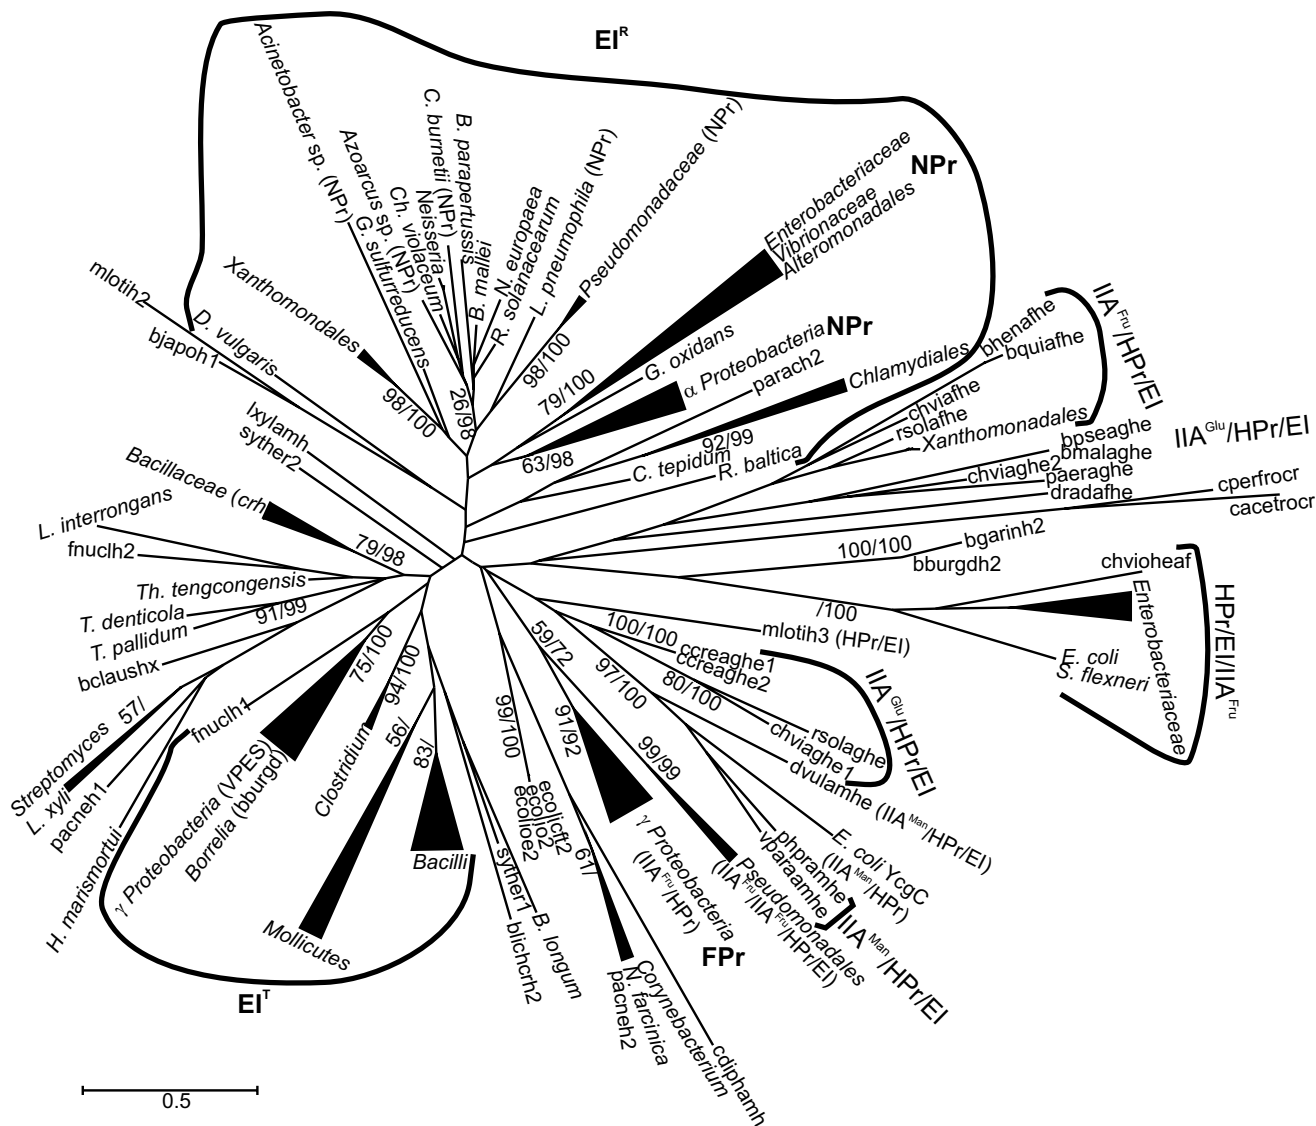 EI^R
Acinetobacter sp. (NPr)
Azoarcus sp. (NPr)
G. sulfurreducens
Ch. violaceum
Neisseria
C. burnetii (NPr)
B. parapertussis
B. mallei
N. europaea
R. solanacearum
L. pneumophila (NPr)
Pseudomonadaceae (NPr)
Enterobacteriaceae
Vibrionaceae
Alteromonadales
NPr
Xanthomondales
mlotih2
D. vulgaris
bjapoh1
98/100
26/98
98/100
79/100
G. oxidans
α Proteobacteria
NPr
parach2
Chlamydiales
63/98
92/99
C. tepidum
R. baltica
bhenafhe
bquiafhe
chviafhe
rsolafhe
Xanthomonadales
IIA^Fru/HPr/EI
bpseaghe
bmalaghe
chviaghe2
paeraghe
dradafhe
IIA^Glu/HPr/EI
cperfrocr
cacetrocr
100/100
bgarinh2
bburgdh2
chvioheaf
/100
Enterobacteriaceae
E. coli
S. flexneri
HPr/EI/IIA^Fru
lxylamh
syther2
Bacillaceae (crh
L. interrongans
fnuclh2
79/98
Th. tengcongensis
T. denticola
91/99
T. pallidum
bclaushx
57/
Streptomyces
L. xyli
pacneh1
H. marismortui
fnuclh1
75/100
γ Proteobacteria (VPES)
Borrelia (bburgd)
94/100
Clostridium
56/
Mollicutes
83/
Bacilli
EI^T
syther1
blichcrh2
B. longum
99/100
ecolicft2
ecolio2
ecolioe2
61/
Corynebacterium
N. farcinica
pacneh2
cdiphamh
59/72
91/92
γ Proteobacteria
(IIA^Fru/HPr)
FPr
97/100
99/99
Pseudomonadales
(IIA^Fru/IIA^Fru/HPr/EI)
100/100
mlotih3 (HPr/EI)
ccreaghe1
ccreaghe2
80/100
rsolaghe
chviaghe1
IIA^Glu/HPr/EI
dvulamhe (IIA^Man/HPr/EI)
E. coli YcgC
(IIA^Man/HPr)
phpramhe
vparaamhe
IIA^Man/HPr/EI
0.5